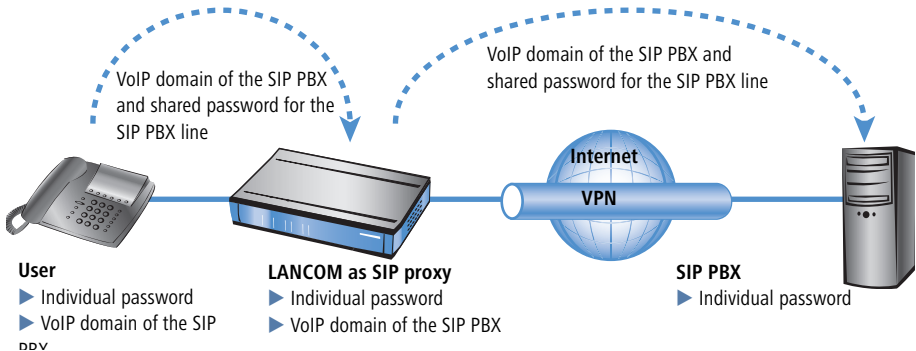 VoIP domain of the SIP PBX
and shared password for the
SIP PBX line
VoIP domain of the SIP PBX and
shared password for the SIP PBX line
Internet
VPN
User
▶ Individual password
▶ VoIP domain of the SIP
PBX
LANCOM as SIP proxy
▶ Individual password
▶ VoIP domain of the SIP PBX
SIP PBX
▶ Individual password